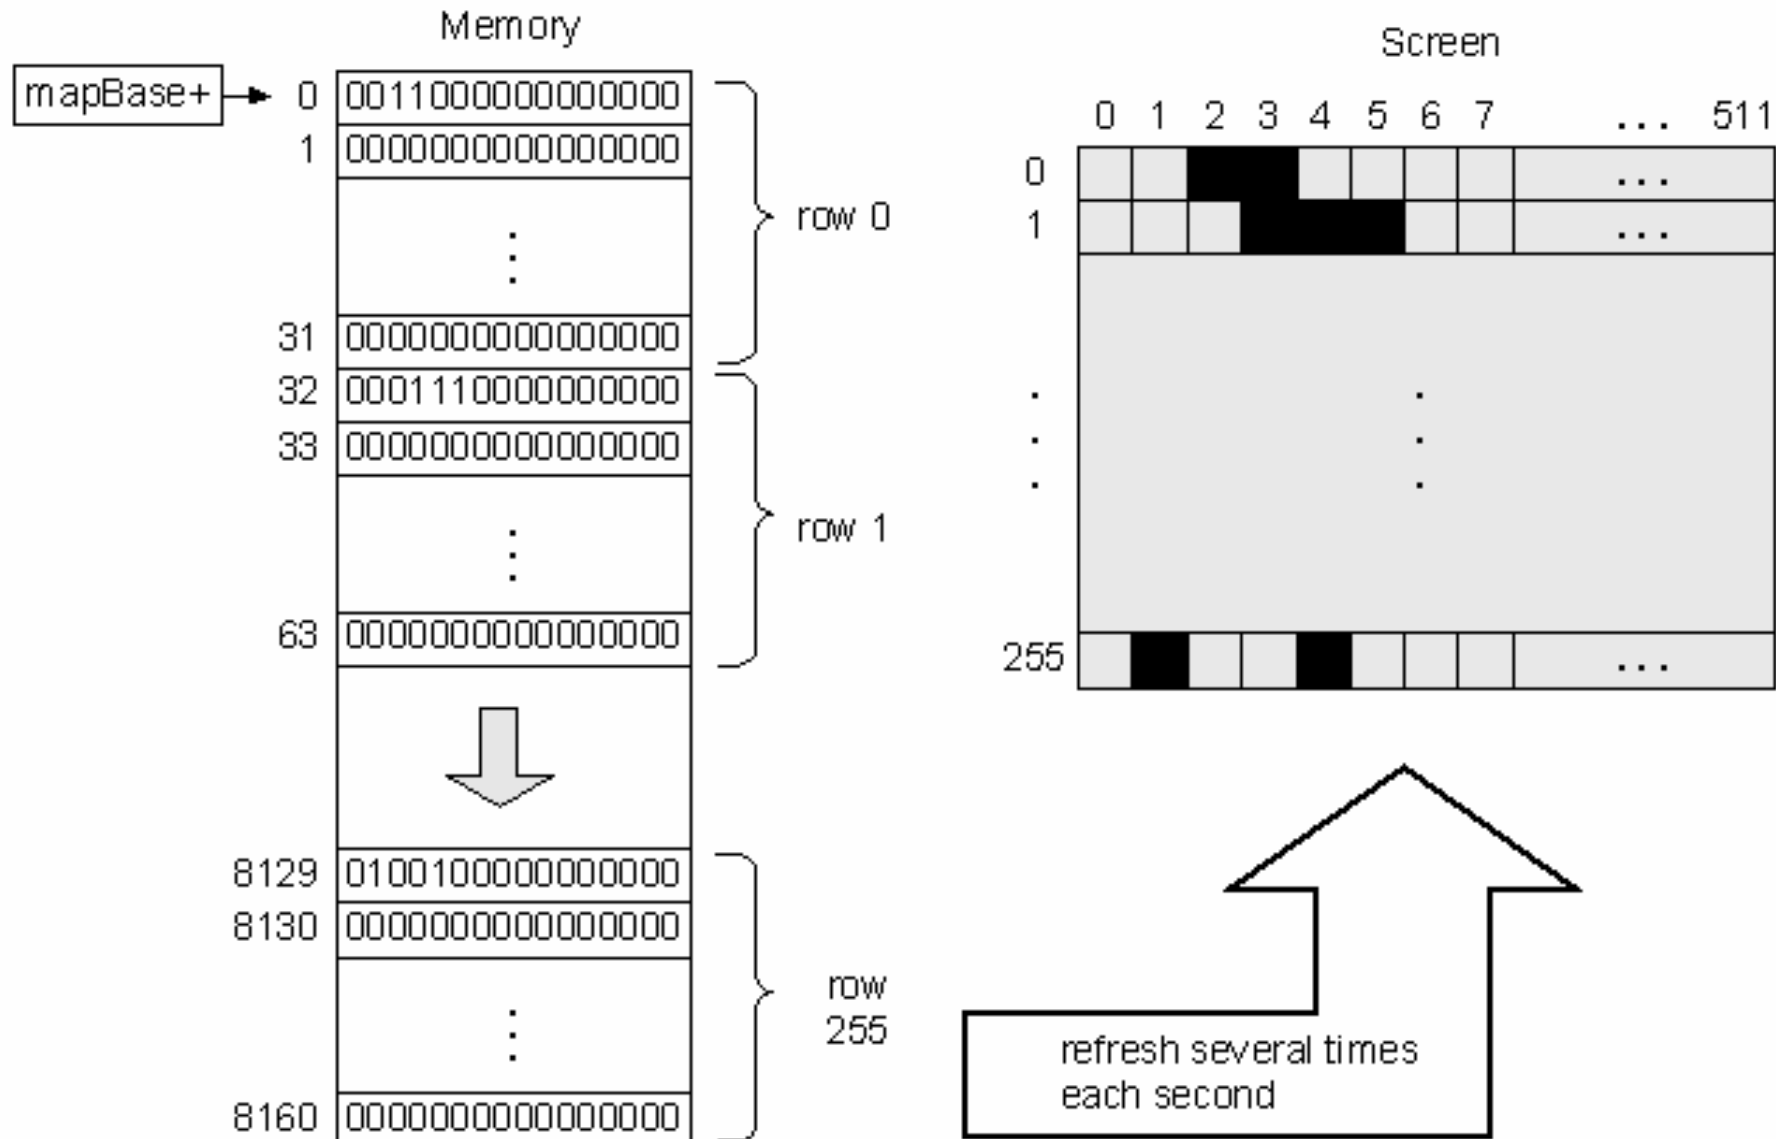 Memory
mapBase+
0 0011000000000000
1 0000000000000000
row 0
31 0000000000000000
32 0001110000000000
33 0000000000000000
row 1
63 0000000000000000
8129 0100100000000000
8130 0000000000000000
row
255
8160 0000000000000000
Screen
0 1 2 3 4 5 6 7 ... 511
0 ...
1 ...
255 ...
refresh several times
each second